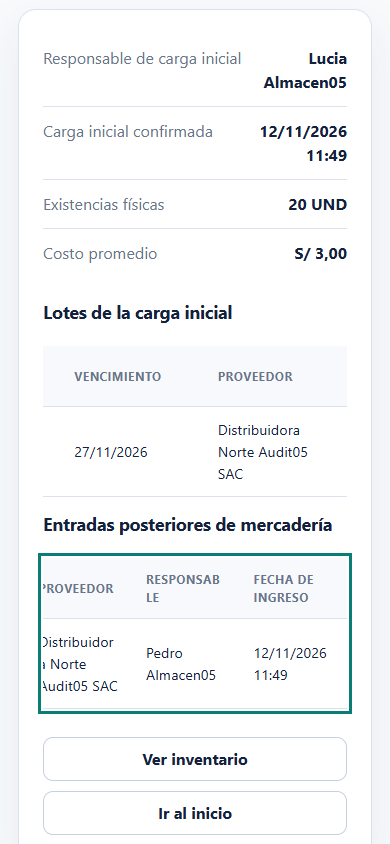 Responsable de carga inicial Lucia
Almacen05
Carga inicial confirmada 12/11/2026
11:49
Existencias físicas 20 UND
Costo promedio S/ 3,00
Lotes de la carga inicial
VENCIMIENTO PROVEEDOR
27/11/2026 Distribuidora
Norte Audit05
SAC
Entradas posteriores de mercadería
PROVEEDOR RESPONSAB
LE FECHA DE
INGRESO
Distribuidor
a Norte
Audit05 SAC
Pedro
Almacen05
12/11/2026
11:49
Ver inventario
Ir al inicio